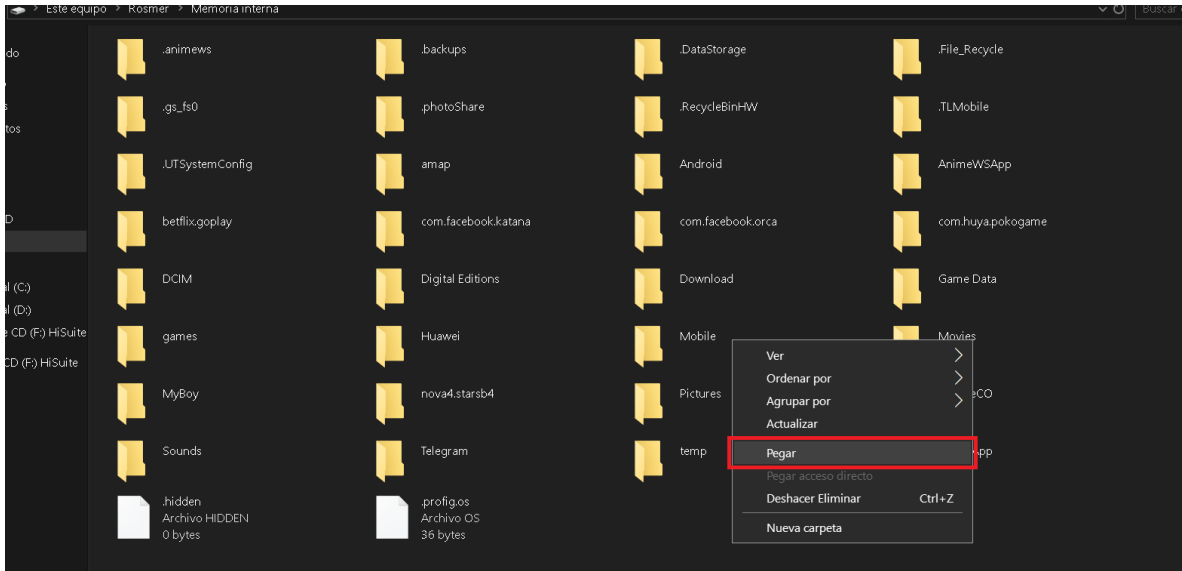 Este equipo > Rosmer > Memoria interna
Buscar
.animews
.backups
.DataStorage
.File_Recycle
do
.gs_fs0
.photoShare
.RecycleBinHW
.TLMobile
s
tos
.UTSystemConfig
amap
Android
AnimeWSApp
D
betflix.goplay
com.facebook.katana
com.facebook.orca
com.huya.pokogame
DCIM
Digital Editions
Download
Game Data
al (C:)
al (D:)
e CD (F:) HiSuite
CD (F:) HiSuite
games
Huawei
Mobile
Movies
MyBoy
nova4.starsb4
Pictures
eCO
Sounds
Telegram
temp
App
.hidden
Archivo HIDDEN
0 bytes
.profig.os
Archivo OS
36 bytes
Ver
Ordenar por
Agrupar por
Actualizar
Pegar
Pegar acceso directo
Deshacer Eliminar Ctrl+Z
Nueva carpeta